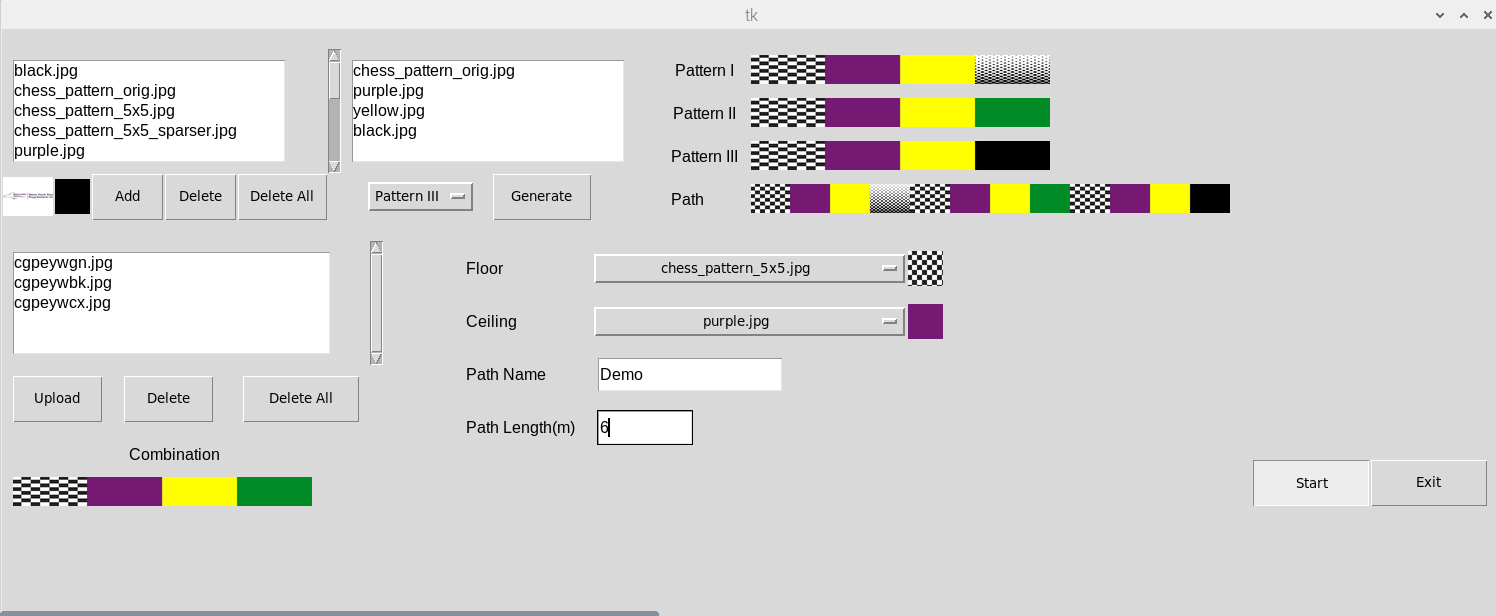 tk
black.jpg
chess_pattern_orig.jpg
chess_pattern_5x5.jpg
chess_pattern_5x5_sparser.jpg
purple.jpg
chess_pattern_orig.jpg
purple.jpg
yellow.jpg
black.jpg
Pattern I
Pattern II
Pattern III
Path
Add
Delete
Delete All
Pattern III
Generate
cgpeywgn.jpg
cgpeywbk.jpg
cgpeywcx.jpg
Floor
chess_pattern_5x5.jpg
Ceiling
purple.jpg
Path Name
Demo
Path Length(m)
6
Upload
Delete
Delete All
Combination
Start
Exit